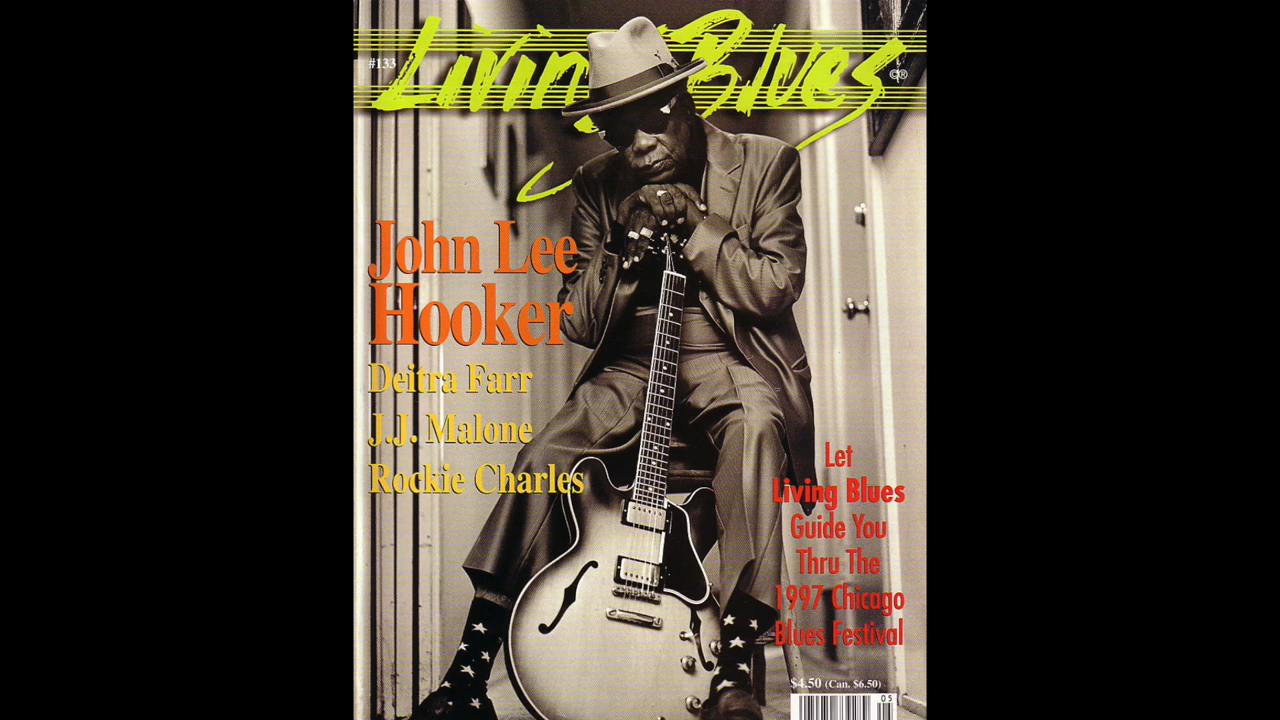 Living Blues
#133
©®
John Lee
Hooker
Deitra Farr
J.J. Malone
Rockie Charles
Let
Living Blues
Guide You
Thru The
1997 Chicago
Blues Festival
$4.50 (Can. $6.50)
05